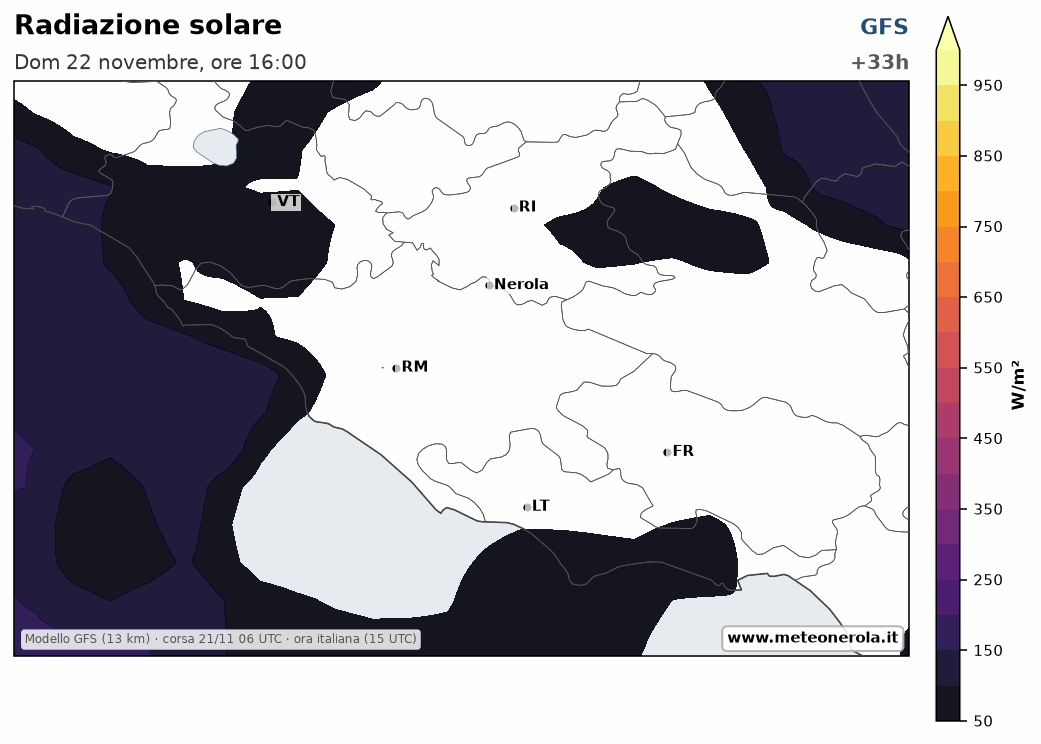 Radiazione solare
GFS
Dom 22 novembre, ore 16:00
+33h
950
850
VT
RI
750
Nerola
650
RM
550
W/m²
450
FR
350
LT
250
Modello GFS (13 km) · corsa 21/11 06 UTC · ora italiana (15 UTC)
www.meteonerola.it
150
50